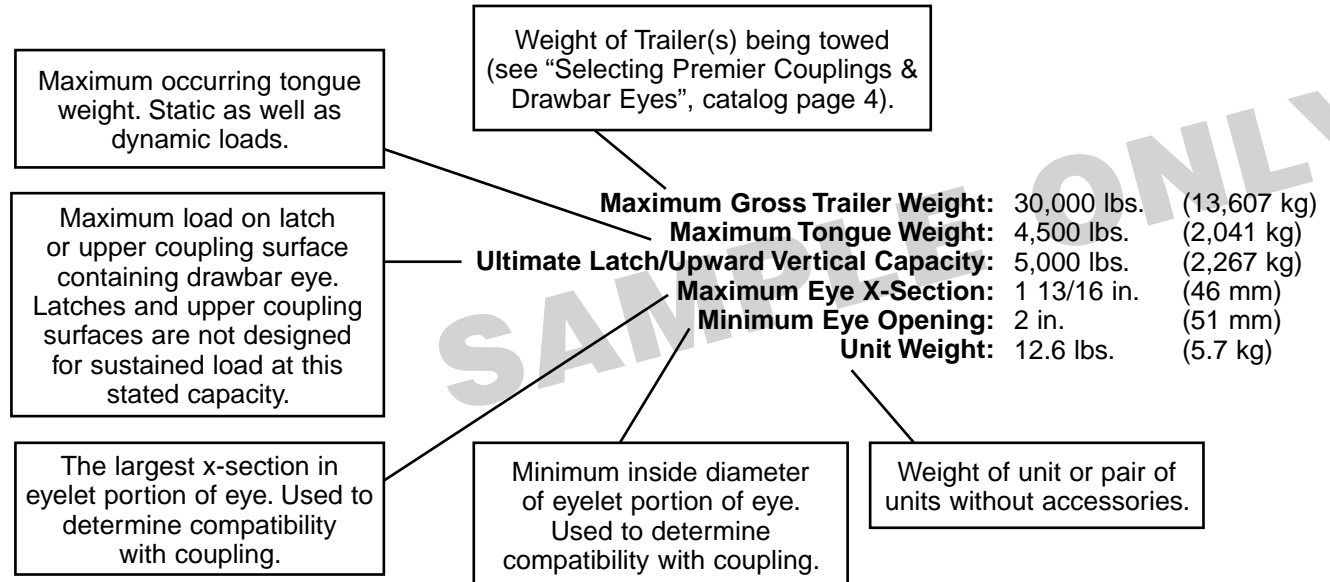 Weight of Trailer(s) being towed
(see “Selecting Premier Couplings &
Drawbar Eyes”, catalog page 4).
Maximum occurring tongue
weight. Static as well as
dynamic loads.
Maximum load on latch
or upper coupling surface
containing drawbar eye.
Latches and upper coupling
surfaces are not designed
for sustained load at this
stated capacity.
Maximum Gross Trailer Weight: 30,000 lbs. (13,607 kg)
Maximum Tongue Weight: 4,500 lbs. (2,041 kg)
Ultimate Latch/Upward Vertical Capacity: 5,000 lbs. (2,267 kg)
Maximum Eye X-Section: 1 13/16 in. (46 mm)
Minimum Eye Opening: 2 in. (51 mm)
Unit Weight: 12.6 lbs. (5.7 kg)
SAMPLE ONLY
The largest x-section in
eyelet portion of eye. Used to
determine compatibility
with coupling.
Minimum inside diameter
of eyelet portion of eye.
Used to determine
compatibility with coupling.
Weight of unit or pair of
units without accessories.